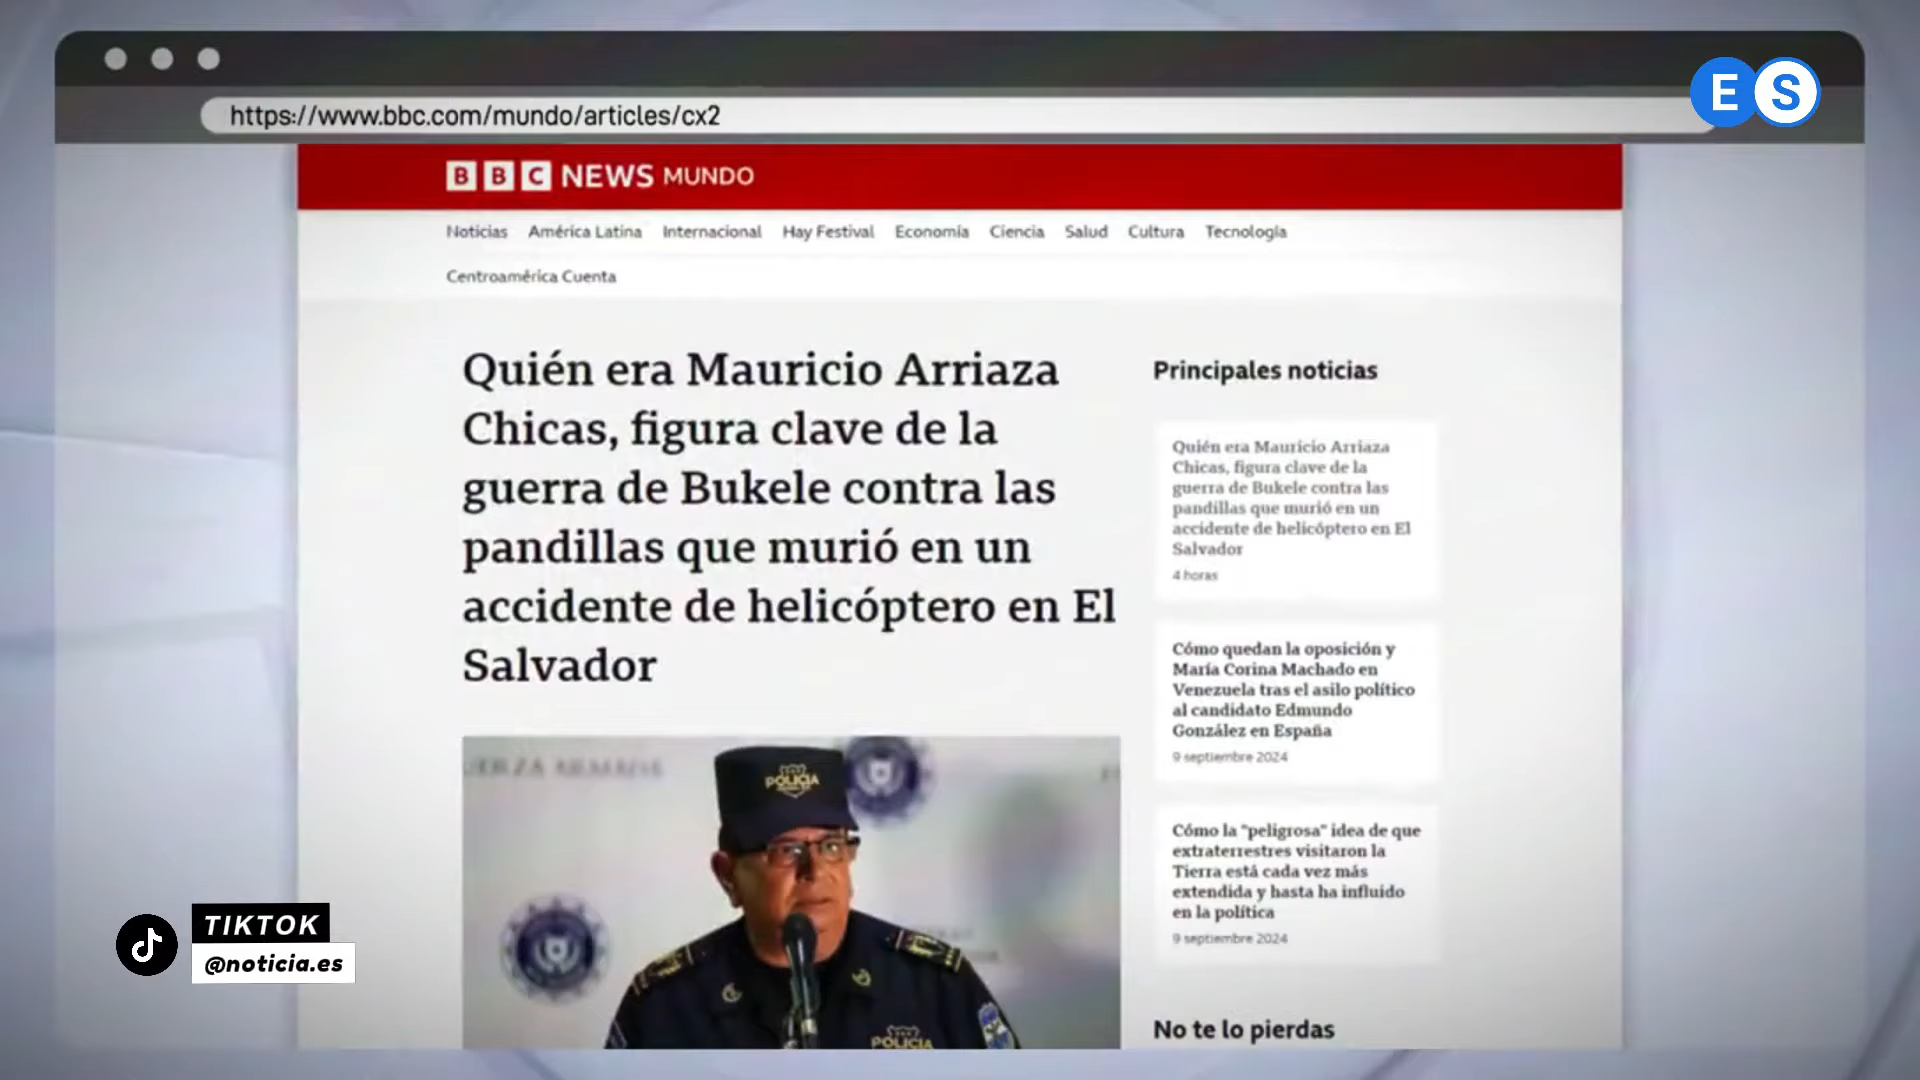 https://www.bbc.com/mundo/articles/cx2
ES
BBC NEWS MUNDO
Noticias América Latina Internacional Hay Festival Economía Ciencia Salud Cultura Tecnología
Centroamérica Cuenta
Quién era Mauricio Arriaza
Chicas, figura clave de la
guerra de Bukele contra las
pandillas que murió en un
accidente de helicóptero en El
Salvador
POLICIA
POLICIA
Principales noticias
Quién era Mauricio Arriaza
Chicas, figura clave de la
guerra de Bukele contra las
pandillas que murió en un
accidente de helicóptero en El
Salvador
4 horas
Cómo quedan la oposición y
María Corina Machado en
Venezuela tras el asilo político
al candidato Edmundo
González en España
9 septiembre 2024
Cómo la "peligrosa" idea de que
extraterrestres visitaron la
Tierra está cada vez más
extendida y hasta ha influido
en la política
9 septiembre 2024
No te lo pierdas
TIKTOK
@noticia.es